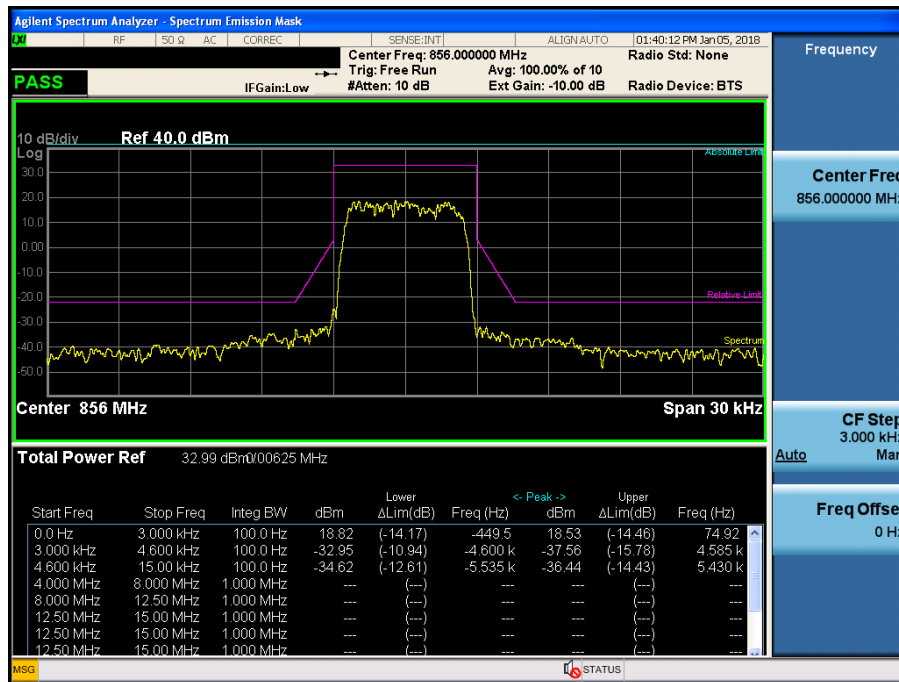 Agilent Spectrum Analyzer - Spectrum Emission Mask
LXI RF 50 Ω AC CORREC SENSE:INT ALIGN AUTO 01:40:12 PM Jan 05, 2018
Center Freq: 856.000000 MHz Radio Std: None
Trig: Free Run Avg: 100.00% of 10
PASS IFGain:Low #Atten: 10 dB Ext Gain: -10.00 dB Radio Device: BTS
Frequency
10 dB/div Ref 40.0 dBm
Log
Absolute Limit
30.0
20.0
10.0
0.00
-10.0
-20.0
Relative Limit
-30.0
-40.0
Spectrum
-50.0
Center 856 MHz Span 30 kHz
Center Freq
856.000000 MHz
CF Step
3.000 kHz
Auto Man
Freq Offset
0 Hz
Total Power Ref 32.99 dBm/0.00625 MHz
Lower <- Peak -> Upper
Start Freq Stop Freq Integ BW dBm ΔLim(dB) Freq (Hz) dBm ΔLim(dB) Freq (Hz)
0.0 Hz 3.000 kHz 100.0 Hz 18.82 (-14.17) -449.5 18.53 (-14.46) 74.92
3.000 kHz 4.600 kHz 100.0 Hz -32.95 (-10.94) -4.600 k -37.56 (-15.78) 4.585 k
4.600 kHz 15.00 kHz 100.0 Hz -34.62 (-12.61) -5.535 k -36.44 (-14.43) 5.430 k
4.000 MHz 8.000 MHz 1.000 MHz --- (---) --- --- (---) ---
8.000 MHz 12.50 MHz 1.000 MHz --- (---) --- --- (---) ---
12.50 MHz 15.00 MHz 1.000 MHz --- (---) --- --- (---) ---
12.50 MHz 15.00 MHz 1.000 MHz --- (---) --- --- (---) ---
12.50 MHz 15.00 MHz 1.000 MHz --- (---) --- --- (---) ---
MSG STATUS